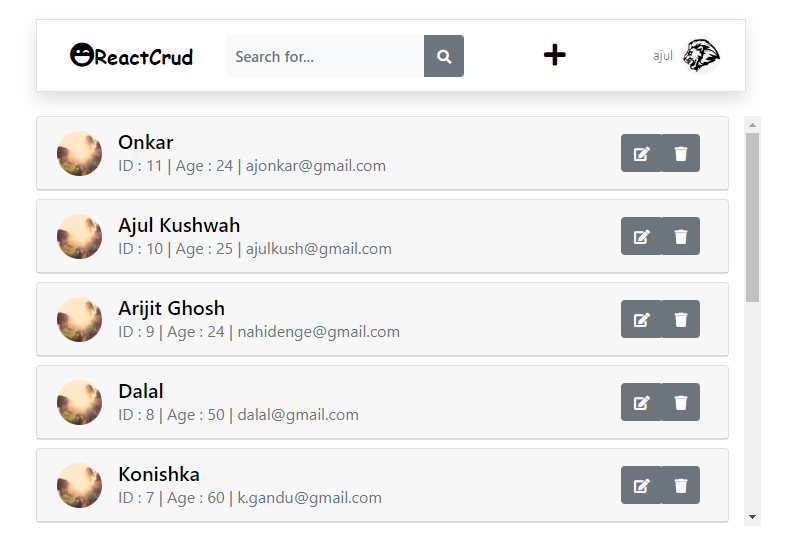 ReactCrud
Search for...
ajul
Onkar
ID : 11 | Age : 24 | ajonkar@gmail.com
Ajul Kushwah
ID : 10 | Age : 25 | ajulkush@gmail.com
Arijit Ghosh
ID : 9 | Age : 24 | nahidenge@gmail.com
Dalal
ID : 8 | Age : 50 | dalal@gmail.com
Konishka
ID : 7 | Age : 60 | k.gandu@gmail.com